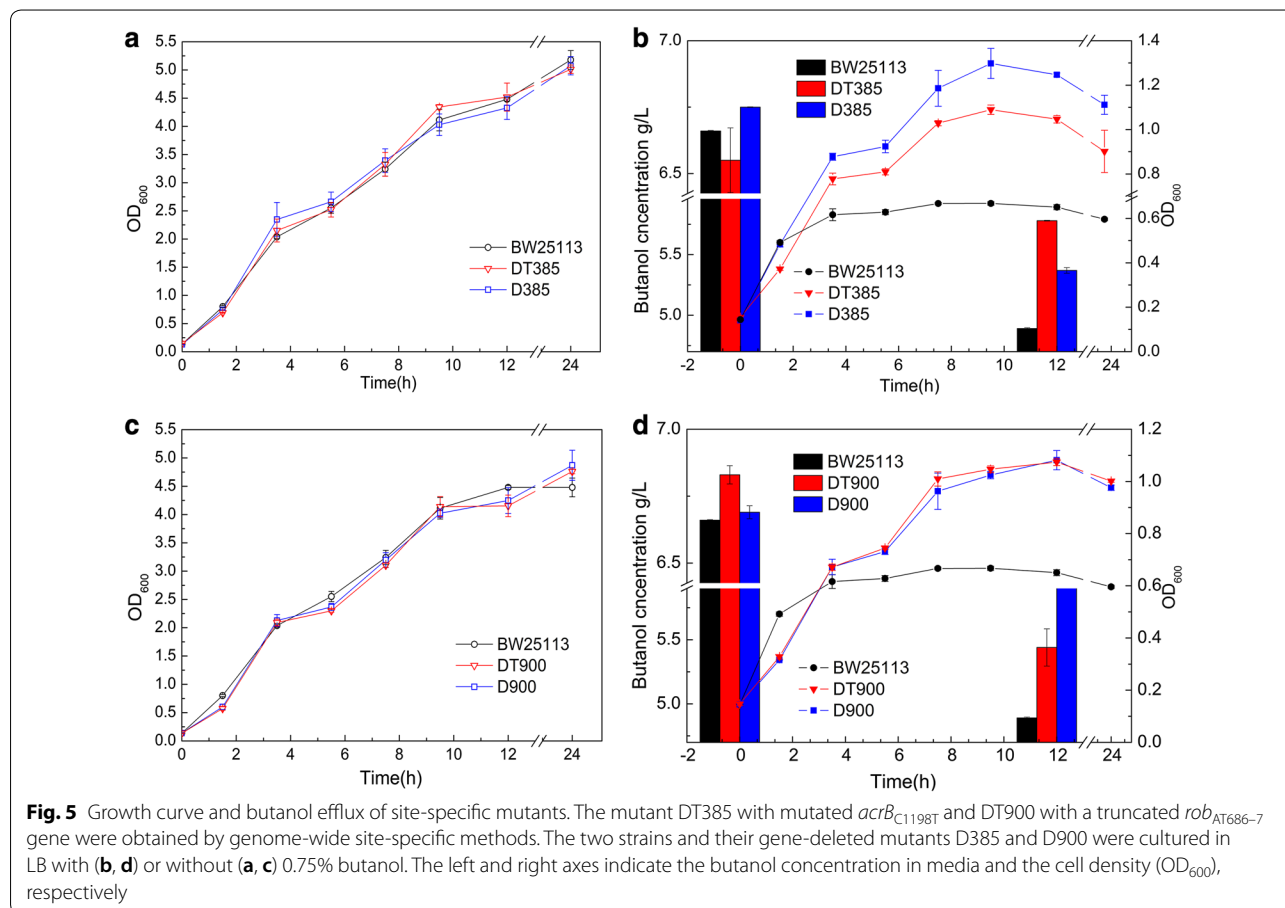 a
5.5
5.0
4.5
4.0
3.5
3.0
2.5
2.0
1.5
1.0
0.5
0.0
OD600
BW25113
DT385
D385
0 2 4 6 8 10 12 24
Time(h)
b
7.0
6.5
5.5
5.0
Butanol cncentration g/L
BW25113
DT385
D385
BW25113
DT385
D385
1.4
1.2
1.0
0.8
0.6
0.4
0.2
0.0
OD600
-2 0 2 4 6 8 10 12 24
Time(h)
c
5.5
5.0
4.5
4.0
3.5
3.0
2.5
2.0
1.5
1.0
0.5
0.0
OD600
BW25113
DT900
D900
0 2 4 6 8 10 12 24
Time(h)
d
7.0
6.5
5.5
5.0
Butanol cncentration g/L
BW25113
DT900
D900
BW25113
DT900
D900
1.2
1.0
0.8
0.6
0.4
0.2
0.0
OD600
-2 0 2 4 6 8 10 12 24
Time(h)
Fig. 5 Growth curve and butanol efflux of site-specific mutants. The mutant DT385 with mutated acrBC1198T and DT900 with a truncated robAT686–7
gene were obtained by genome-wide site-specific methods. The two strains and their gene-deleted mutants D385 and D900 were cultured in
LB with (b, d) or without (a, c) 0.75% butanol. The left and right axes indicate the butanol concentration in media and the cell density (OD600),
respectively